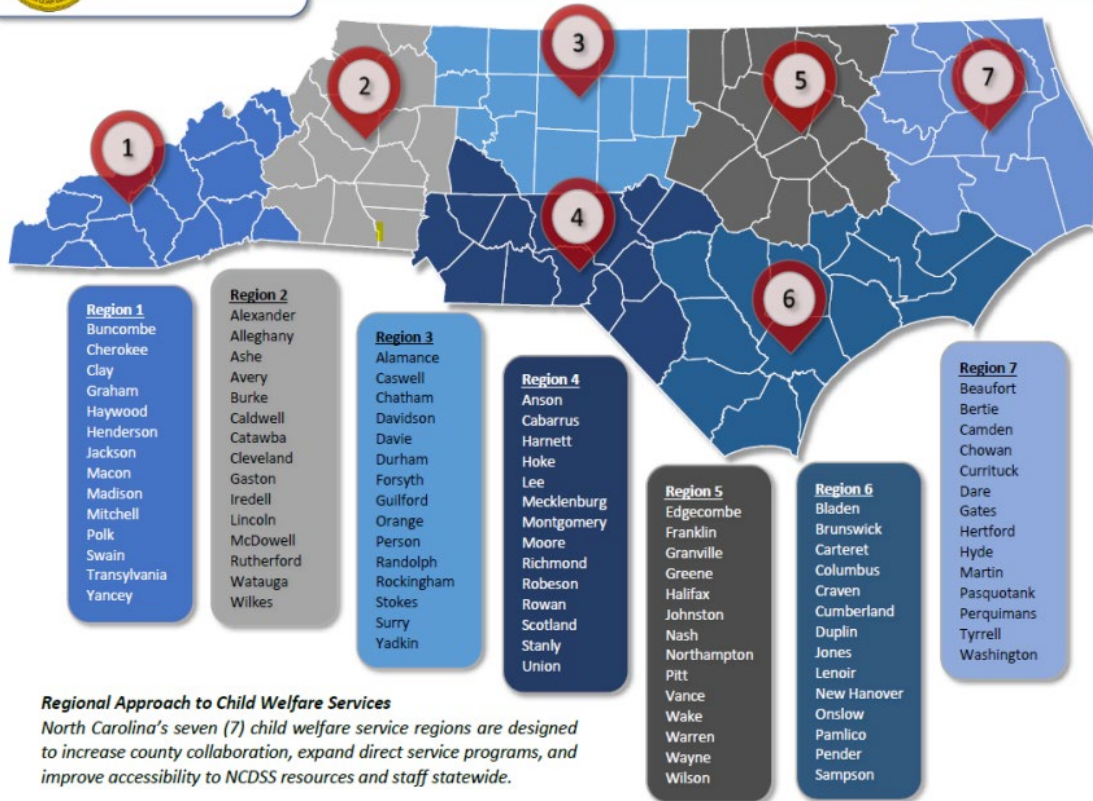 1
2
3
4
5
6
7
Region 1
Buncombe
Cherokee
Clay
Graham
Haywood
Henderson
Jackson
Macon
Madison
Mitchell
Polk
Swain
Transylvania
Yancey
Region 2
Alexander
Alleghany
Ashe
Avery
Burke
Caldwell
Catawba
Cleveland
Gaston
Iredell
Lincoln
McDowell
Rutherford
Watauga
Wilkes
Region 3
Alamance
Caswell
Chatham
Davidson
Davie
Durham
Forsyth
Guilford
Orange
Person
Randolph
Rockingham
Stokes
Surry
Yadkin
Region 4
Anson
Cabarrus
Harnett
Hoke
Lee
Mecklenburg
Montgomery
Moore
Richmond
Robeson
Rowan
Scotland
Stanly
Union
Region 5
Edgecombe
Franklin
Granville
Greene
Halifax
Johnston
Nash
Northampton
Pitt
Vance
Wake
Warren
Wayne
Wilson
Region 6
Bladen
Brunswick
Carteret
Columbus
Craven
Cumberland
Duplin
Jones
Lenoir
New Hanover
Onslow
Pamlico
Pender
Sampson
Region 7
Beaufort
Bertie
Camden
Chowan
Currituck
Dare
Gates
Hertford
Hyde
Martin
Pasquotank
Perquimans
Tyrrell
Washington
Regional Approach to Child Welfare Services
North Carolina's seven (7) child welfare service regions are designed
to increase county collaboration, expand direct service programs, and
improve accessibility to NCDSS resources and staff statewide.